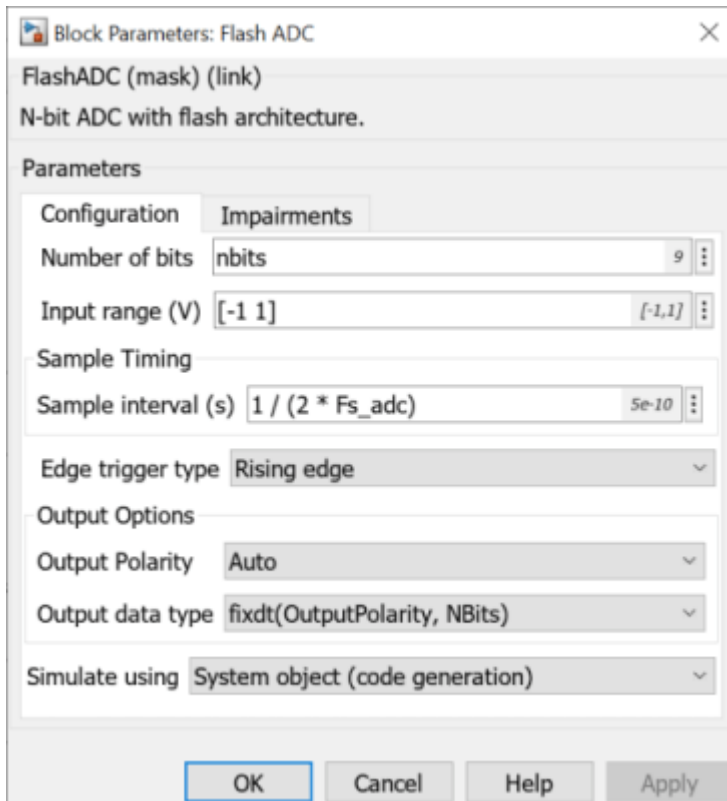 Block Parameters: Flash ADC
FlashADC (mask) (link)
N-bit ADC with flash architecture.
Parameters
Configuration Impairments
Number of bits nbits 9
Input range (V) [-1 1] [-1,1]
Sample Timing
Sample interval (s) 1 / (2 * Fs_adc) 5e-10
Edge trigger type Rising edge
Output Options
Output Polarity Auto
Output data type fixdt(OutputPolarity, NBits)
Simulate using System object (code generation)
OK Cancel Help Apply